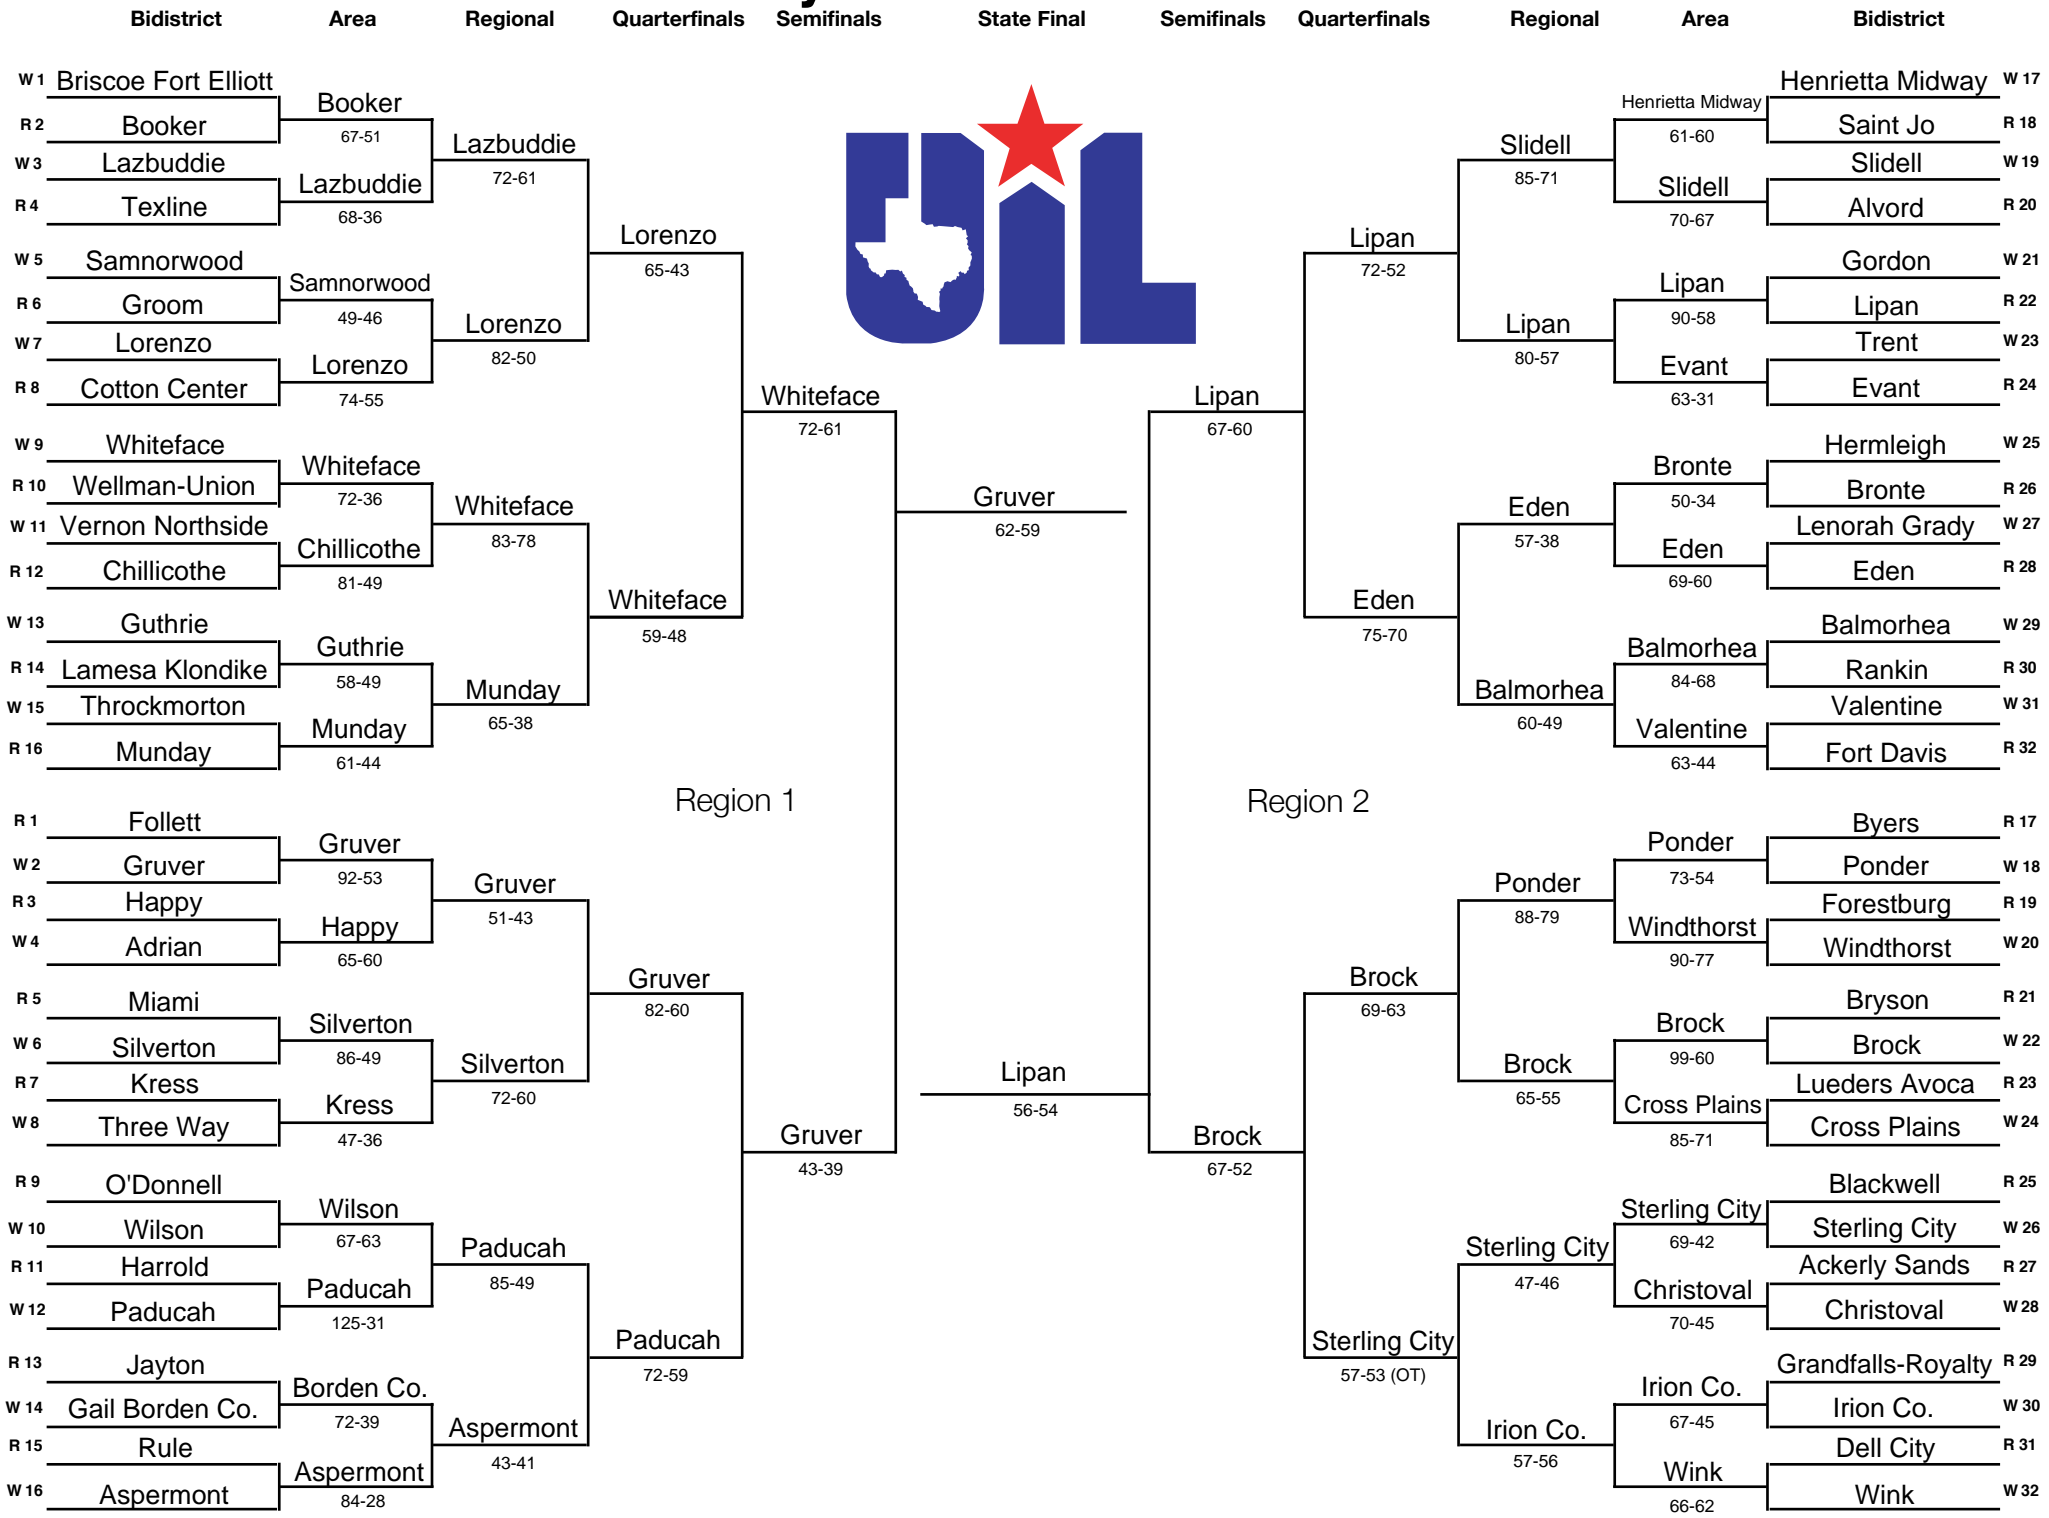 Bidistrict Area Regional Quarterfinals Semifinals State Final Semifinals Quarterfinals Regional Area Bidistrict
W 1 Briscoe Fort Elliott
Booker
R 2 Booker
67-51
Lazbuddie
W 3 Lazbuddie
72-61
Lazbuddie
R 4 Texline
68-36
Lorenzo
65-43
W 5 Samnorwood
Samnorwood
R 6 Groom
49-46
Lorenzo
W 7 Lorenzo
82-50
Lorenzo
R 8 Cotton Center
74-55
Whiteface
72-61
W 9 Whiteface
Whiteface
R 10 Wellman-Union
72-36
Whiteface
W 11 Vernon Northside
83-78
Chillicothe
R 12 Chillicothe
81-49
Whiteface
59-48
W 13 Guthrie
Guthrie
R 14 Lamesa Klondike
58-49
Munday
W 15 Throckmorton
65-38
Munday
R 16 Munday
61-44
Region 1
R 1 Follett
Gruver
W 2 Gruver
92-53
Gruver
R 3 Happy
51-43
Happy
W 4 Adrian
65-60
Gruver
82-60
R 5 Miami
Silverton
W 6 Silverton
86-49
Silverton
R 7 Kress
72-60
Kress
W 8 Three Way
47-36
Gruver
43-39
R 9 O'Donnell
Wilson
W 10 Wilson
67-63
Paducah
R 11 Harrold
85-49
Paducah
W 12 Paducah
125-31
Paducah
72-59
R 13 Jayton
Borden Co.
W 14 Gail Borden Co.
72-39
Aspermont
R 15 Rule
43-41
Aspermont
W 16 Aspermont
84-28
UIL
Gruver
62-59
Lipan
56-54
Henrietta Midway W 17
Henrietta Midway
Saint Jo R 18
61-60
Slidell
Slidell W 19
85-71
Slidell
Alvord R 20
70-67
Lipan
72-52
Gordon W 21
Lipan
Lipan R 22
90-58
Lipan
Trent W 23
80-57
Evant
Evant R 24
63-31
Lipan
67-60
Hermleigh W 25
Bronte
Bronte R 26
50-34
Eden
Lenorah Grady W 27
57-38
Eden
Eden R 28
69-60
Eden
75-70
Balmorhea W 29
Balmorhea
Rankin R 30
84-68
Balmorhea
Valentine W 31
60-49
Valentine
Fort Davis R 32
63-44
Region 2
Byers R 17
Ponder
Ponder W 18
73-54
Ponder
Forestburg R 19
88-79
Windthorst
Windthorst W 20
90-77
Brock
69-63
Bryson R 21
Brock
Brock W 22
99-60
Brock
Lueders Avoca R 23
65-55
Cross Plains
Cross Plains W 24
85-71
Brock
67-52
Blackwell R 25
Sterling City
Sterling City W 26
69-42
Sterling City
Ackerly Sands R 27
47-46
Christoval
Christoval W 28
70-45
Sterling City
57-53 (OT)
Grandfalls-Royalty R 29
Irion Co.
Irion Co. W 30
67-45
Irion Co.
Dell City R 31
57-56
Wink
Wink W 32
66-62